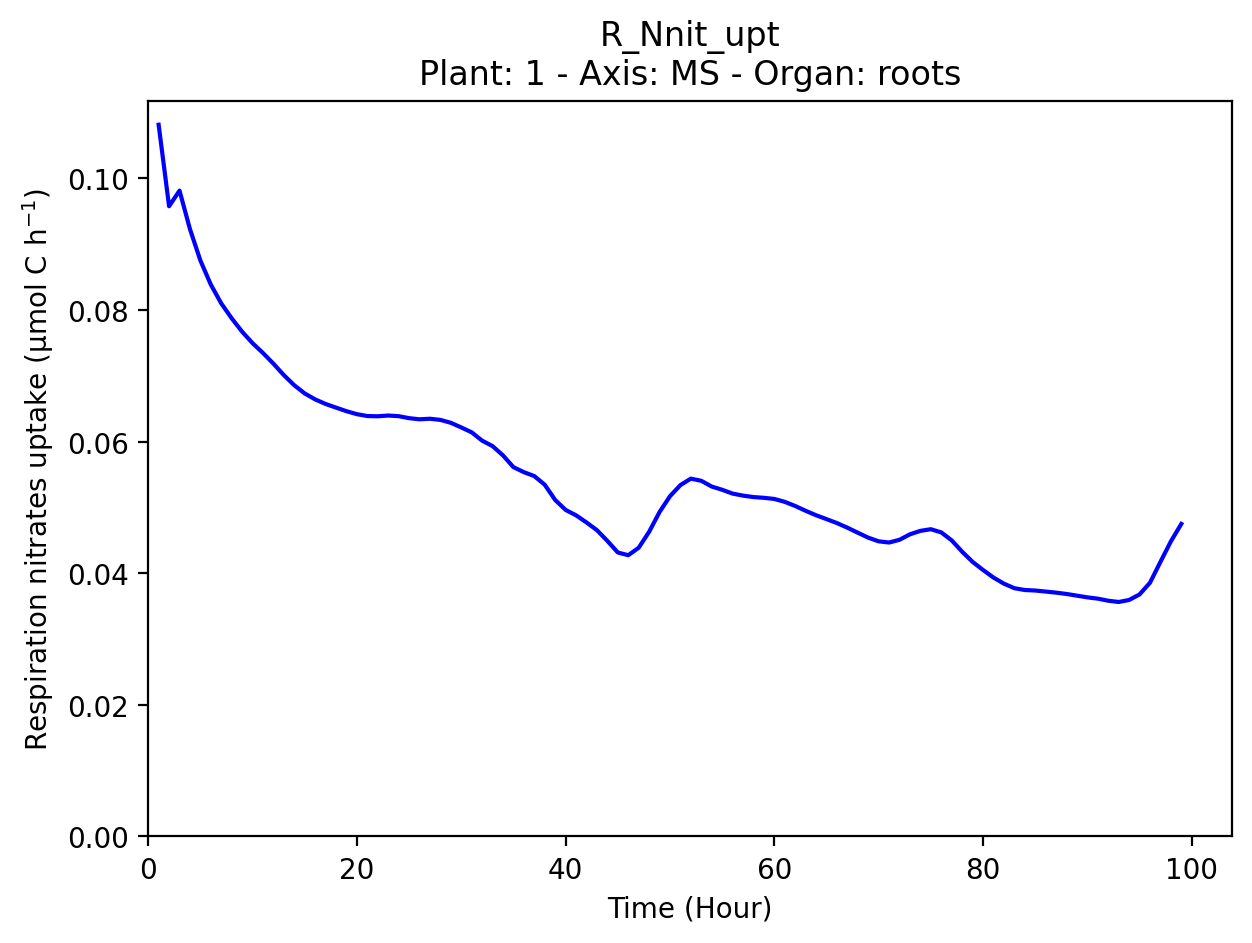 R_Nnit_upt
Plant: 1 - Axis: MS - Organ: roots
Respiration nitrates uptake (µmol C h⁻¹)
0.10
0.08
0.06
0.04
0.02
0.00
0 20 40 60 80 100
Time (Hour)